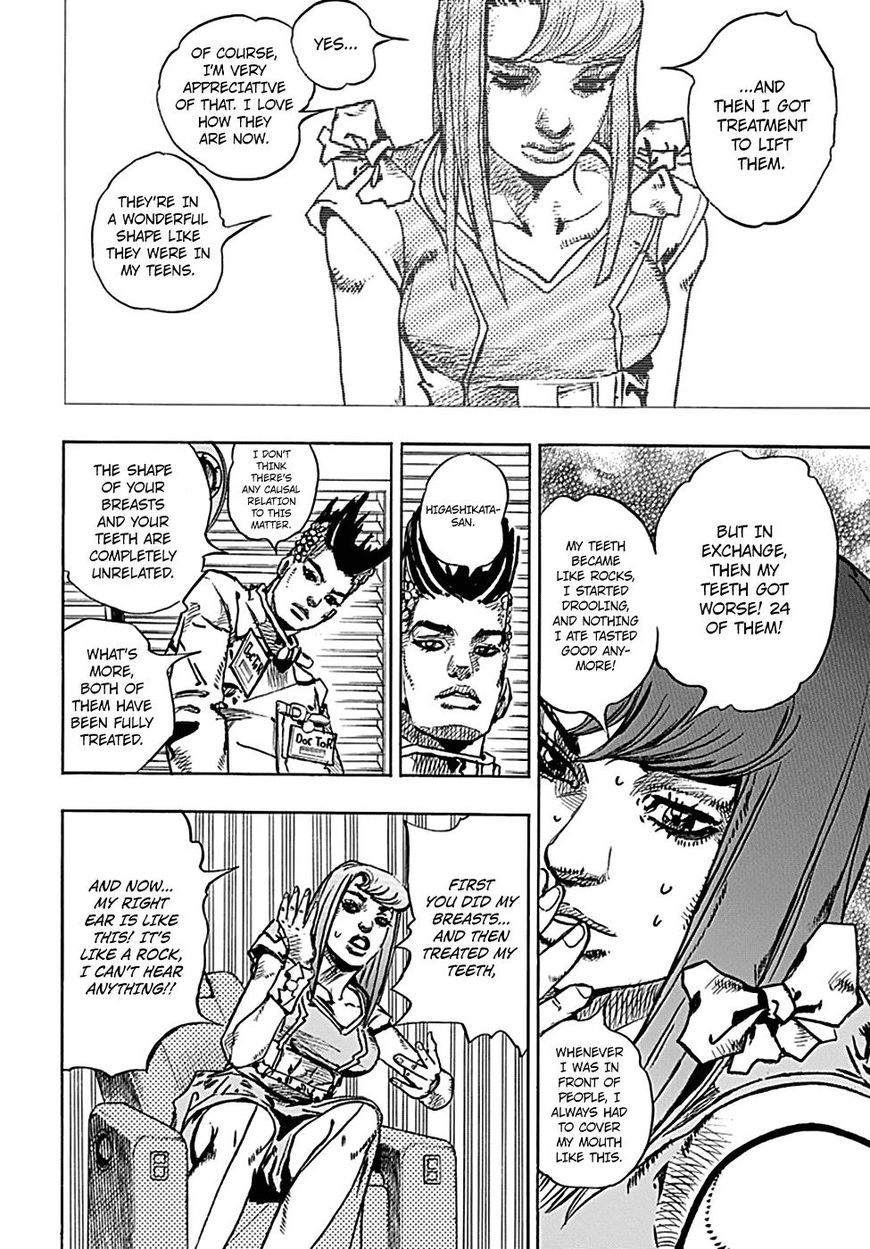 ...AND
THEN I GOT
TREATMENT
TO LIFT
THEM.
YES...
OF COURSE,
I'M VERY
APPRECIATIVE
OF THAT. I LOVE
HOW THEY
ARE NOW.
THEY'RE IN
A WONDERFUL
SHAPE LIKE
THEY WERE IN
MY TEENS.
BUT IN
EXCHANGE,
THEN MY
TEETH GOT
WORSE! 24
OF THEM!
MY TEETH
BECAME
LIKE ROCKS,
I STARTED
DROOLING,
AND NOTHING
I ATE TASTED
GOOD ANY-
MORE!
WHENEVER
I WAS IN
FRONT OF
PEOPLE, I
ALWAYS HAD
TO COVER
MY MOUTH
LIKE THIS.
HIGASHIKATA-
SAN.
I DON'T
THINK
THERE'S
ANY CAUSAL
RELATION
TO THIS
MATTER.
THE SHAPE
OF YOUR
BREASTS
AND YOUR
TEETH ARE
COMPLETELY
UNRELATED.
WHAT'S
MORE,
BOTH OF
THEM HAVE
BEEN FULLY
TREATED.
DocToR
Doc ToR
FIRST
YOU DID MY
BREASTS...
AND THEN
TREATED MY
TEETH,
AND NOW...
MY RIGHT
EAR IS LIKE
THIS! IT'S
LIKE A ROCK,
I CAN'T HEAR
ANYTHING!!